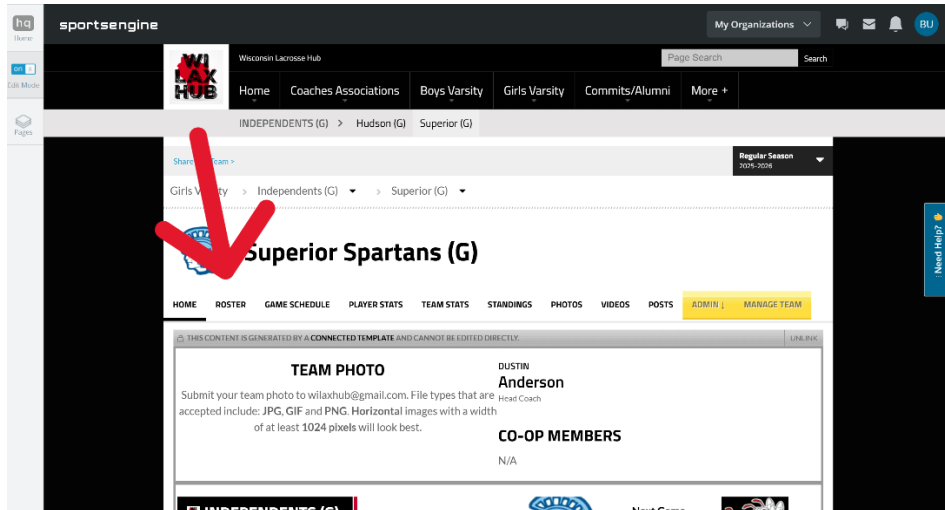 hq
Home
on
Edit Mode
Pages
sportsengine
My Organizations
BU
WI
LAX
HUB
Wisconsin Lacrosse Hub
Page Search
Search
Home Coaches Associations Boys Varsity Girls Varsity Commits/Alumni More +
INDEPENDENTS (G) > Hudson (G) Superior (G)
Share Team »
Regular Season
2025-2026
Girls V ty > Independents (G) > Superior (G)
Superior Spartans (G)
HOME ROSTER GAME SCHEDULE PLAYER STATS TEAM STATS STANDINGS PHOTOS VIDEOS POSTS ADMIN ↓ MANAGE TEAM
THIS CONTENT IS GENERATED BY A CONNECTED TEMPLATE AND CANNOT BE EDITED DIRECTLY.
UNLINK
TEAM PHOTO
Submit your team photo to wilaxhub@gmail.com. File types that are
accepted include: JPG, GIF and PNG. Horizontal images with a width
of at least 1024 pixels will look best.
DUSTIN
Anderson
Head Coach
CO-OP MEMBERS
N/A
INDEPENDENTS (G)
Next Game
Need Help?